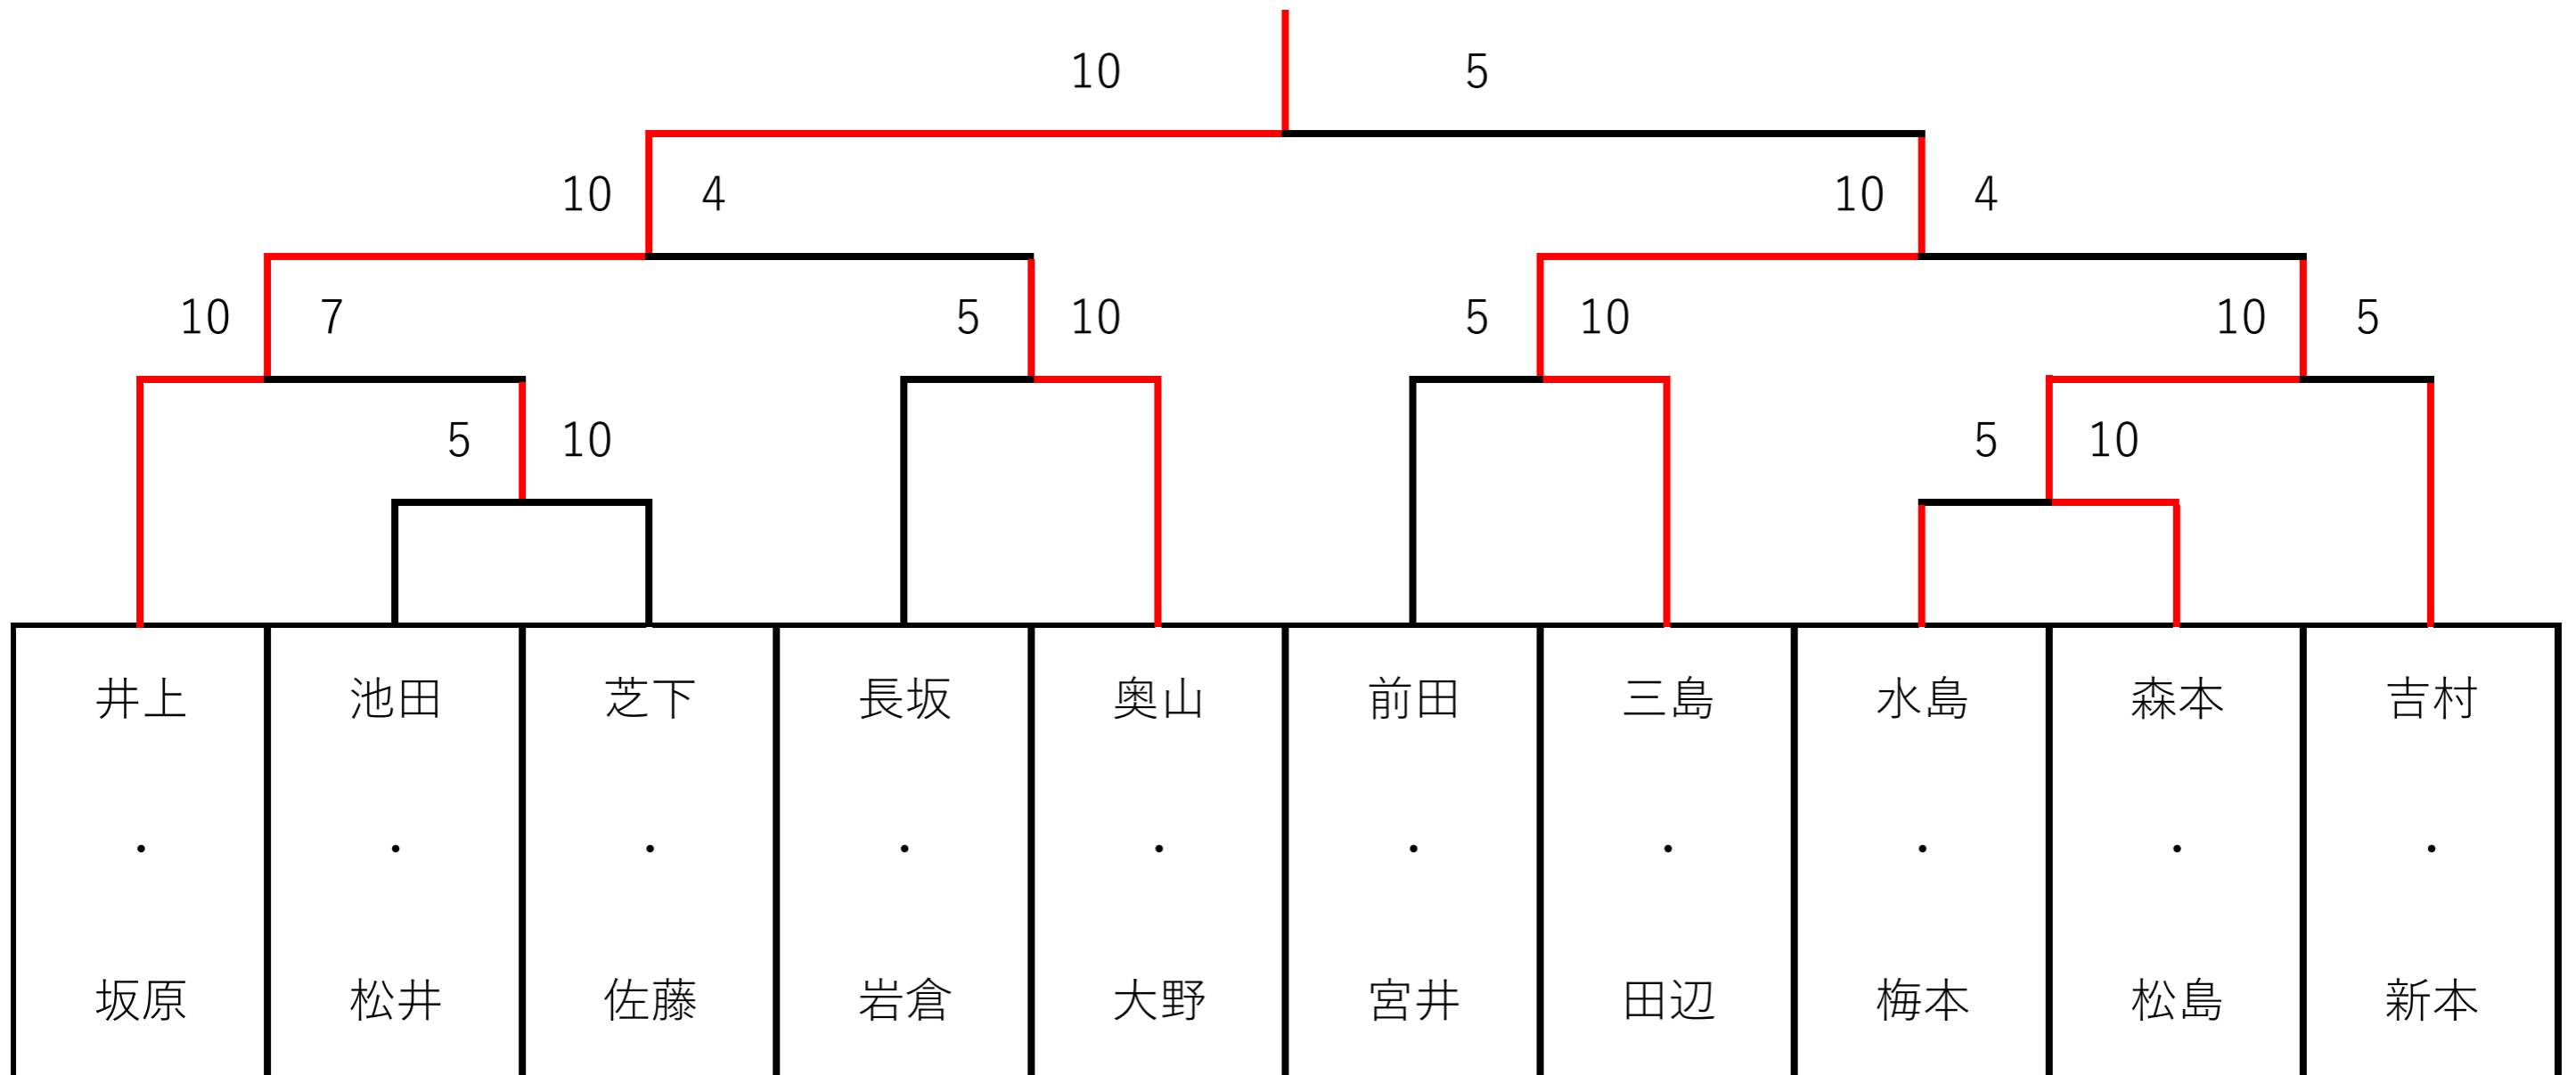 10 5
10 4 10 4
10 7 5 10 5 10 10 5
5 10 5 10
井上 池田 芝下 長坂 奥山 前田 三島 水島 森本 吉村
・ ・ ・ ・ ・ ・ ・ ・ ・ ・
坂原 松井 佐藤 岩倉 大野 宮井 田辺 梅本 松島 新本